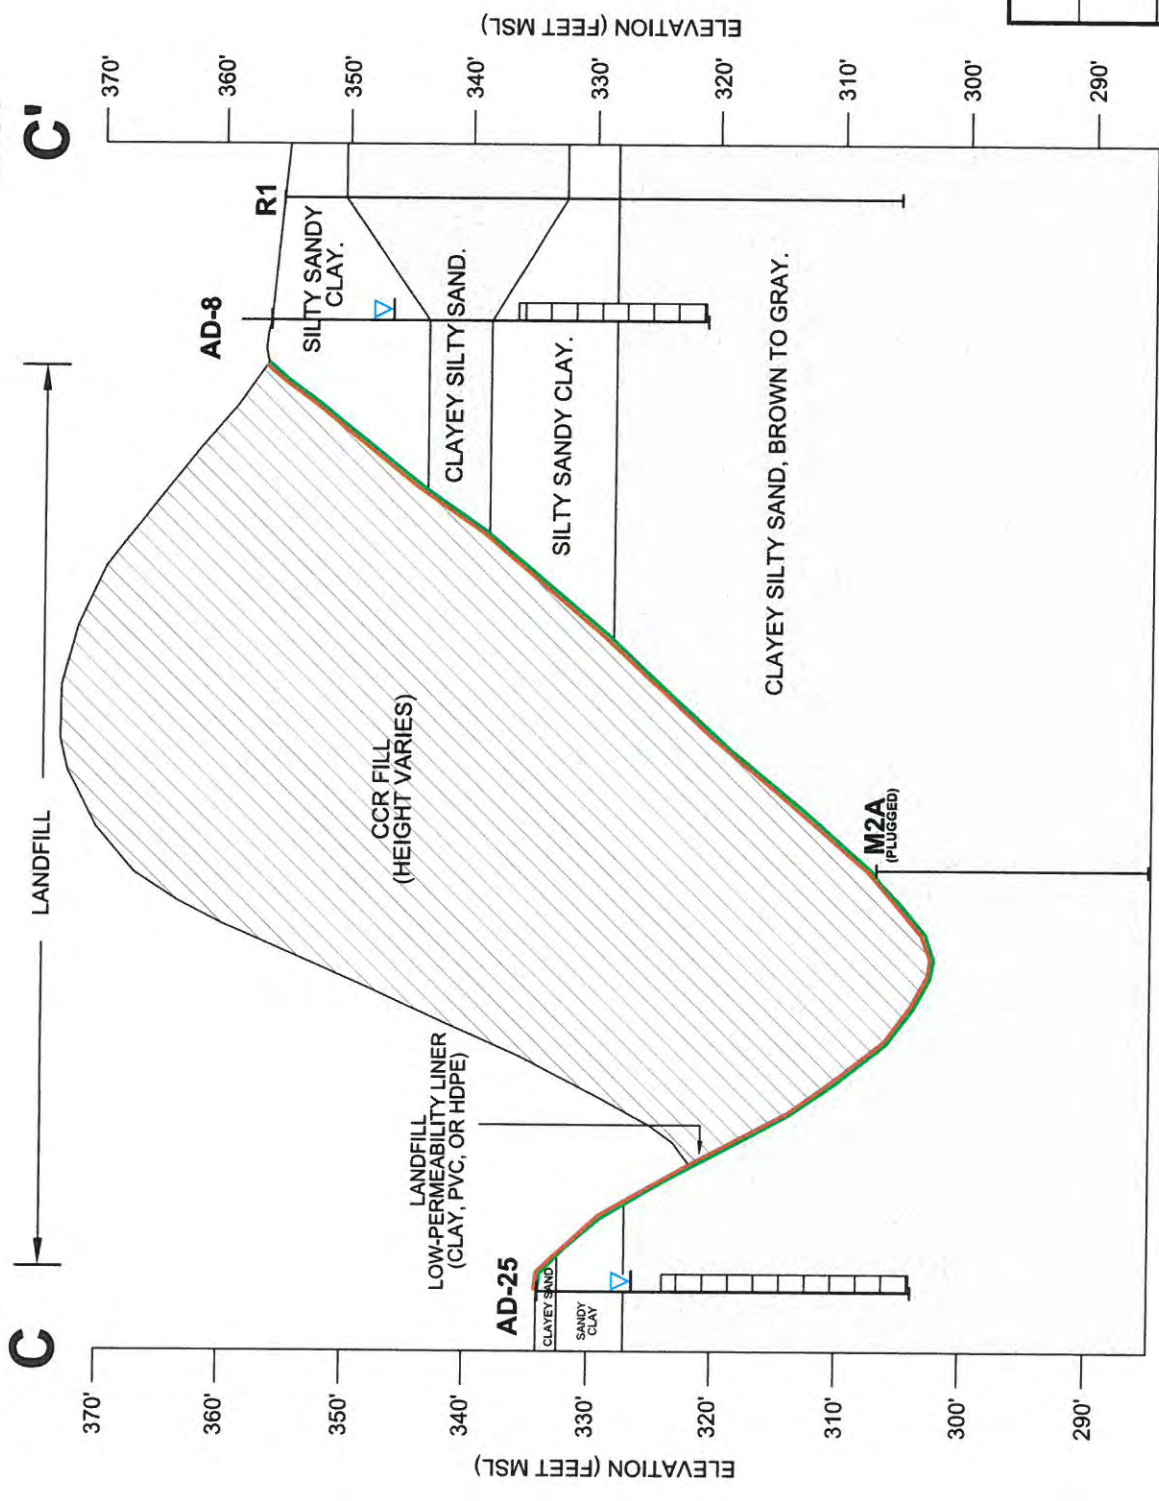 C
C'
LANDFILL
AD-25
AD-8
R1
M2A
(PLUGGED)
LANDFILL
LOW-PERMEABILITY LINER
(CLAY, PVC, OR HDPE)
CCR FILL
(HEIGHT VARIES)
CLAYEY SAND
SANDY
CLAY
SILTY SANDY
CLAY.
CLAYEY SILTY SAND.
SILTY SANDY CLAY.
CLAYEY SILTY SAND, BROWN TO GRAY.
ELEVATION (FEET MSL)
370'
360'
350'
340'
330'
320'
310'
300'
290'
ELEVATION (FEET MSL)
370'
360'
350'
340'
330'
320'
310'
300'
290'